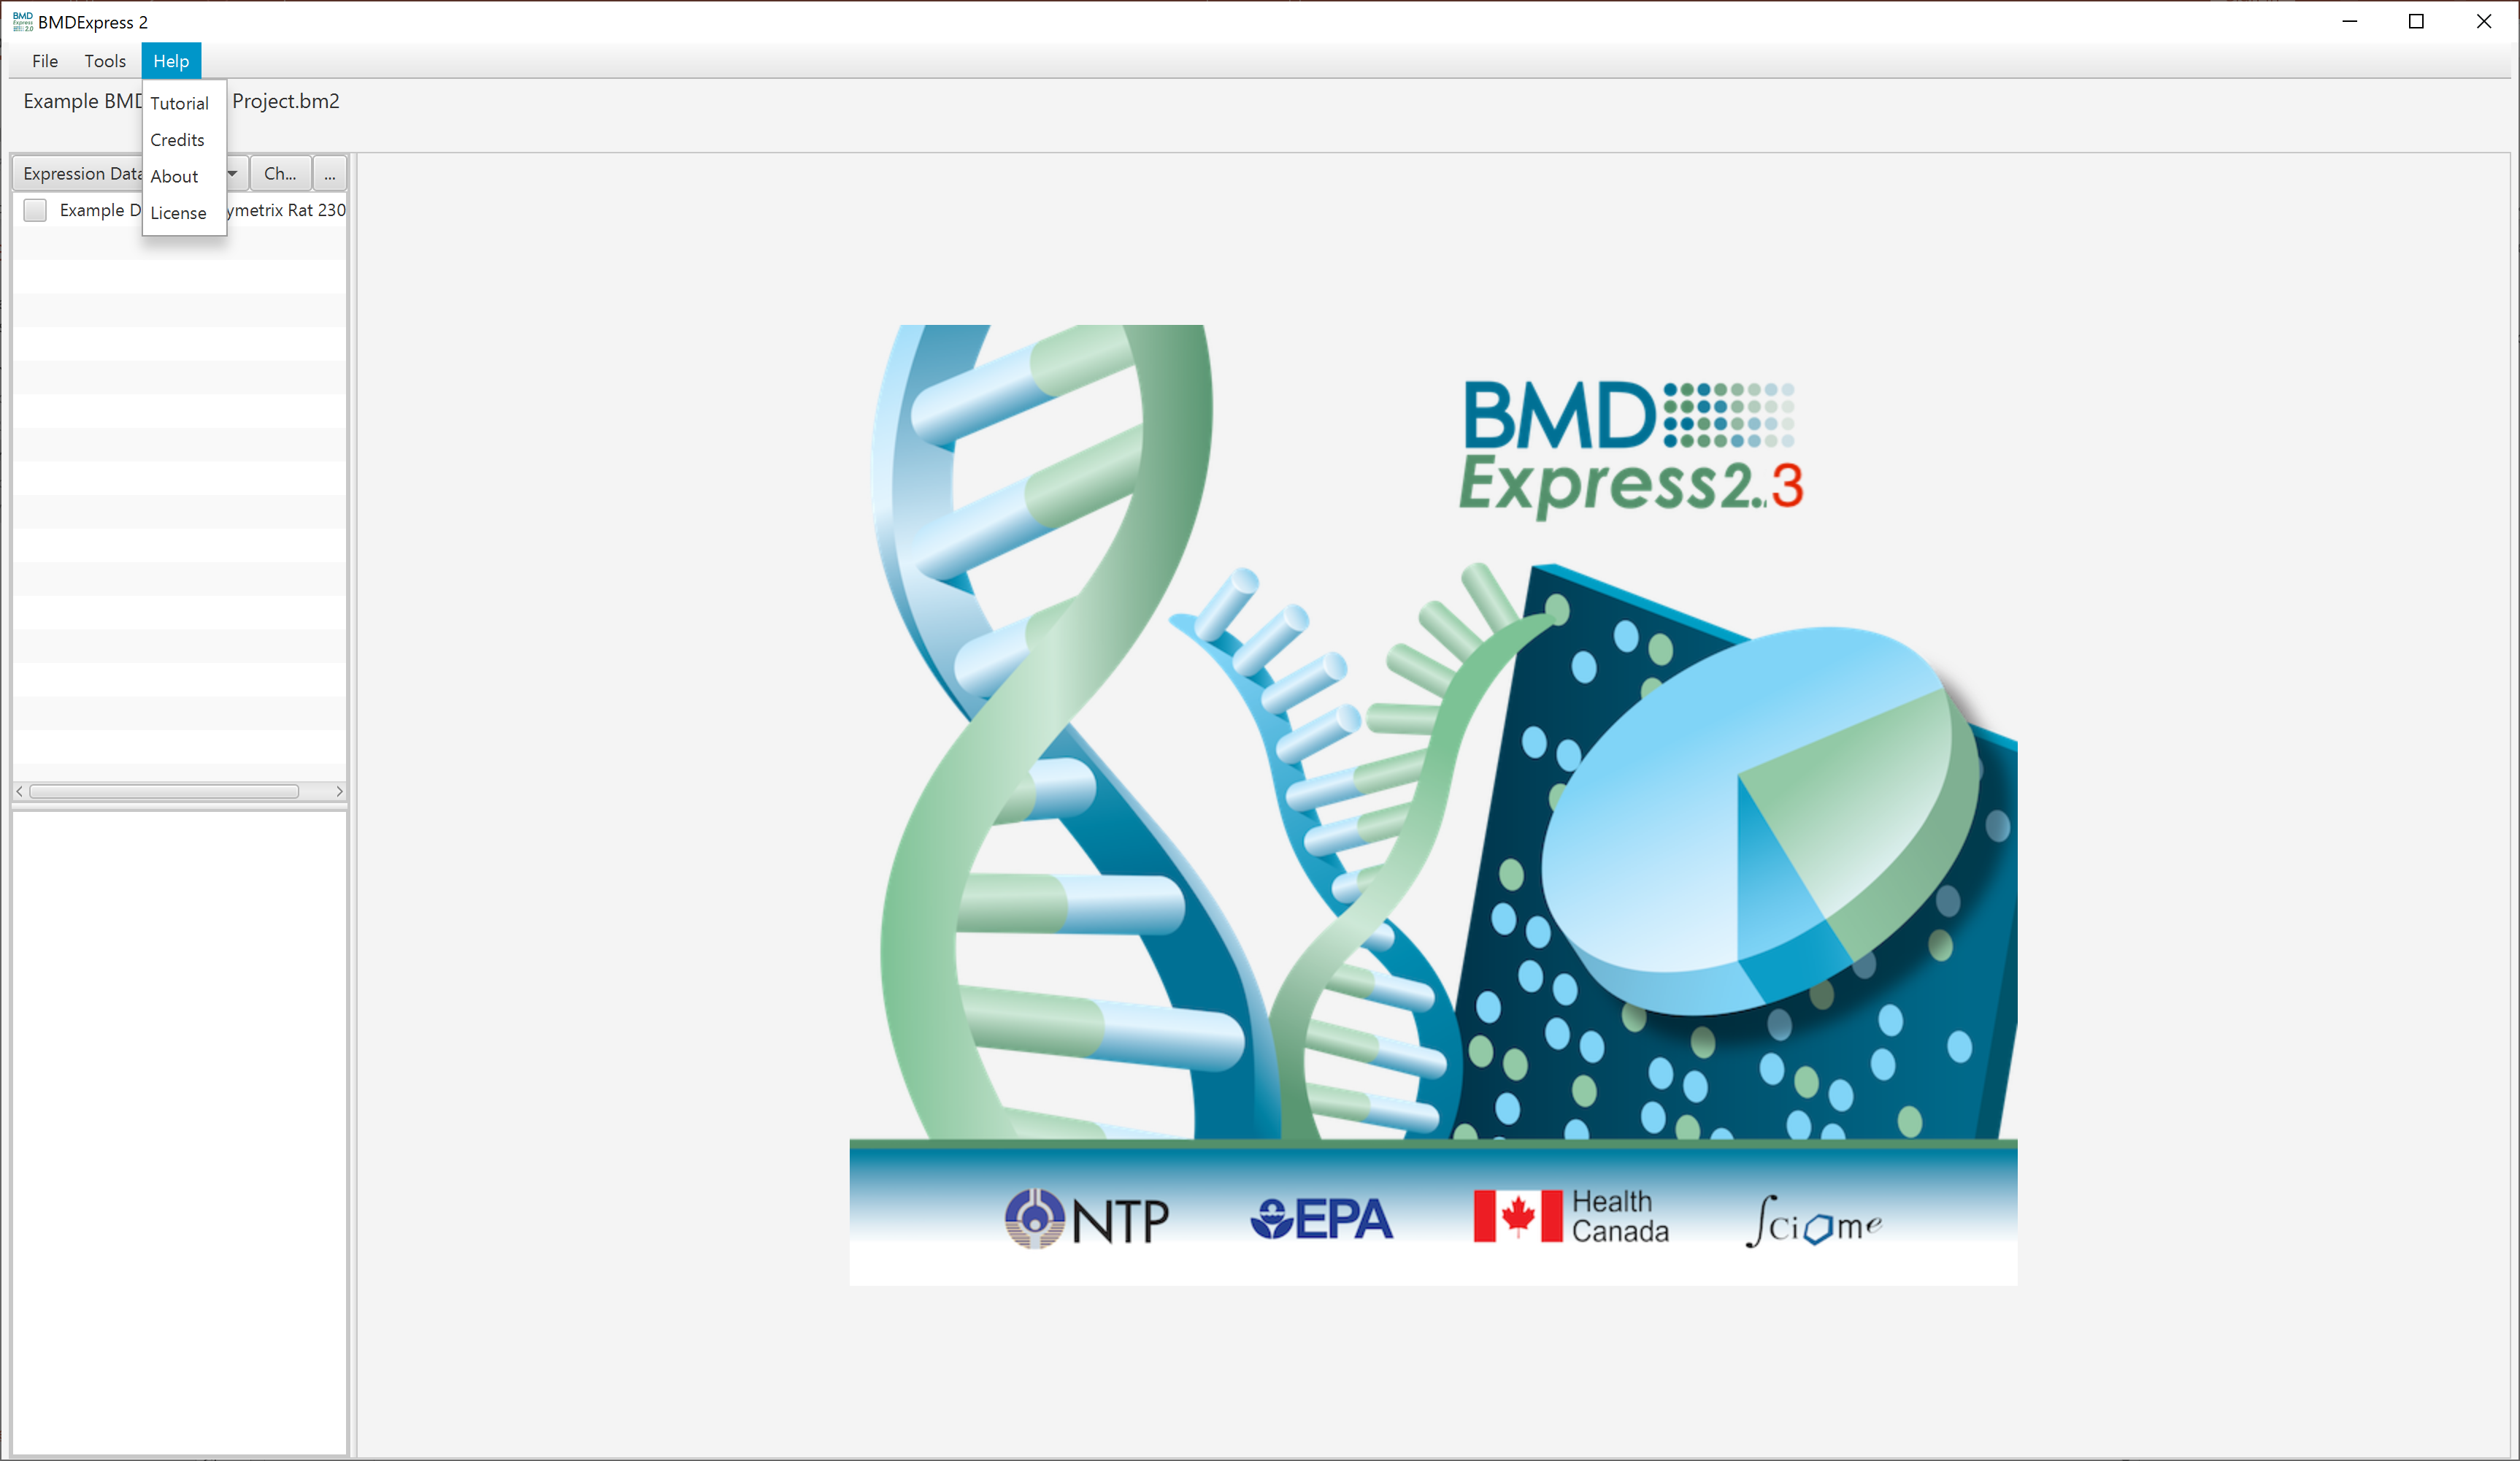 BMDExpress 2
File Tools Help
Example BMD Project.bm2
Tutorial
Credits
About
License
Expression Data Ch... ...
Example D ymetrix Rat 230
BMD
Express2..3
NTP
EPA
Health
Canada
Sciome